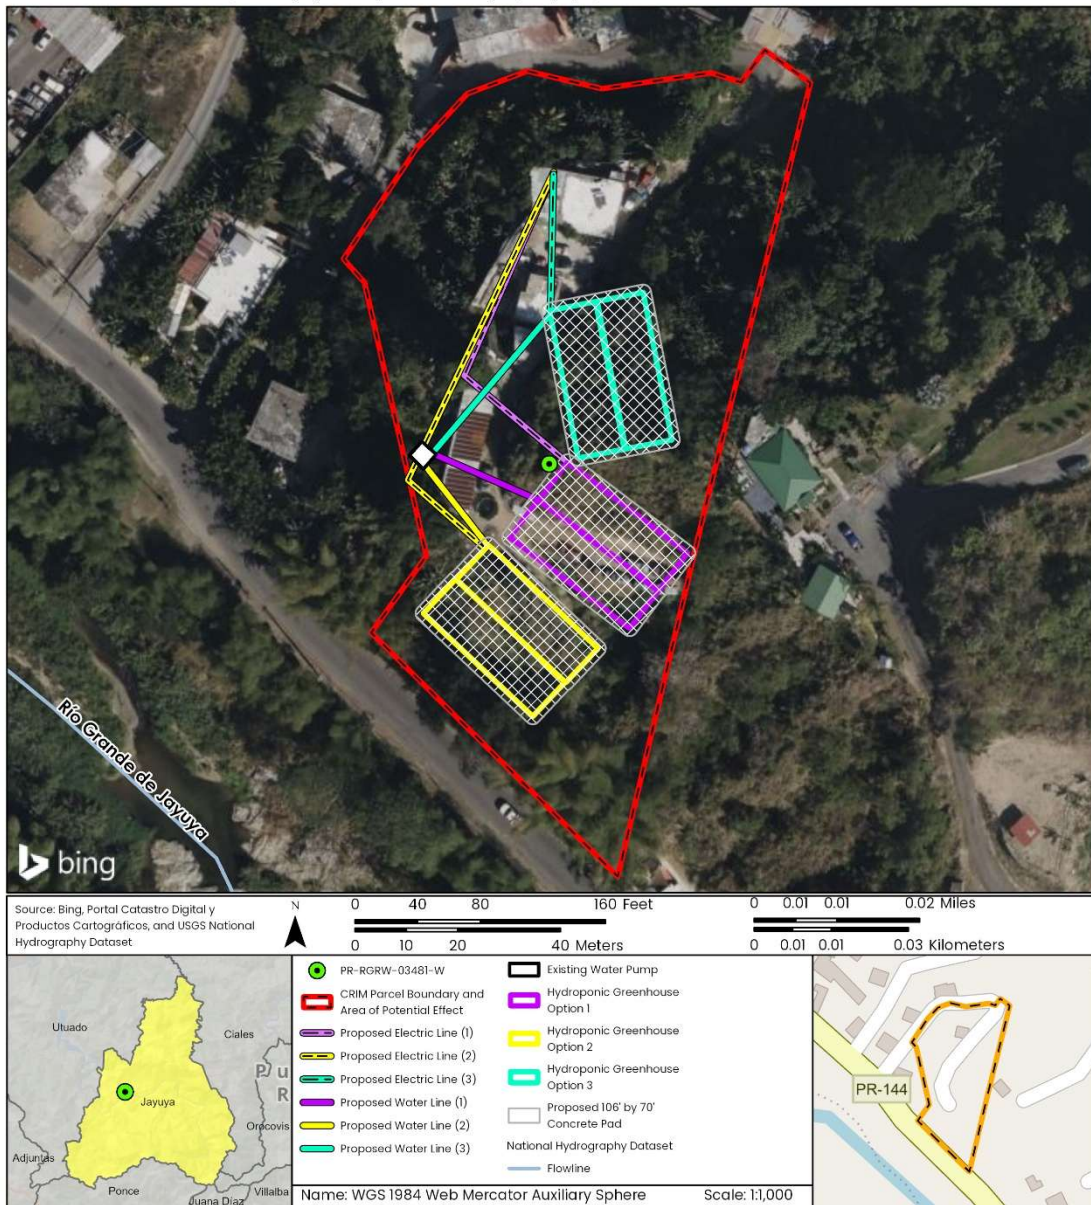 Río Grande de Jayuya
bing
Source: Bing, Portal Catastro Digital y
Productos Cartográficos, and USGS National
Hydrography Dataset
N
0 40 80 160 Feet
0 10 20 40 Meters
0 0.01 0.01 0.02 Miles
0 0.01 0.01 0.03 Kilometers
Utuado
Ciales
Jayuya
Orocovis
Adjuntas
Ponce
Juana Díaz
Villalba
P u
R
PR-RGRW-03481-W
CRIM Parcel Boundary and
Area of Potential Effect
Proposed Electric Line (1)
Proposed Electric Line (2)
Proposed Electric Line (3)
Proposed Water Line (1)
Proposed Water Line (2)
Proposed Water Line (3)
Existing Water Pump
Hydroponic Greenhouse
Option 1
Hydroponic Greenhouse
Option 2
Hydroponic Greenhouse
Option 3
Proposed 106' by 70'
Concrete Pad
National Hydrography Dataset
Flowline
Name: WGS 1984 Web Mercator Auxiliary Sphere
Scale: 1:1,000
PR-144